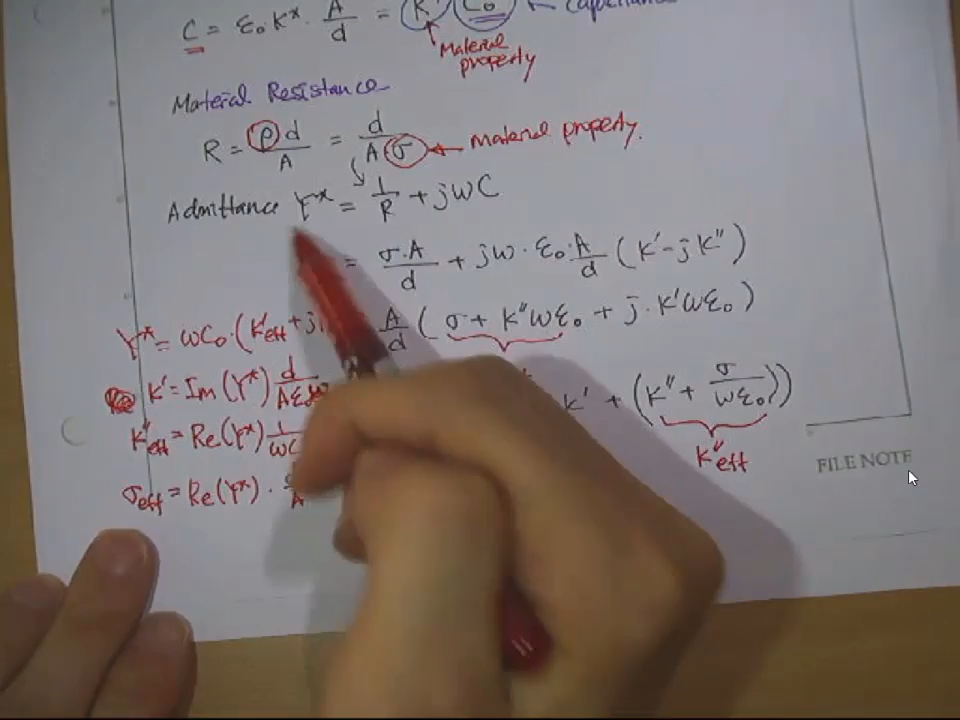 C = ε₀ K* · A/d = K* C₀ ← Capacitance
Material property
Material Resistance
R = ρd/A = d/Aσ ← material property.
Admittance Y* = 1/R + jωC
= σ·A/d + jω · ε₀ · A/d (K' - jK")
Y* = ωC₀ · (K"eff + j A/d ( σ + K"ωε₀ + j · K'ωε₀ )
K' = Im(Y*) d/Aε₀ω K' + (K" + σ/ωε₀))
K"eff = Re(Y*) 1/ωC K"eff
σeff = Re(Y*) · d/A
FILE NOTE